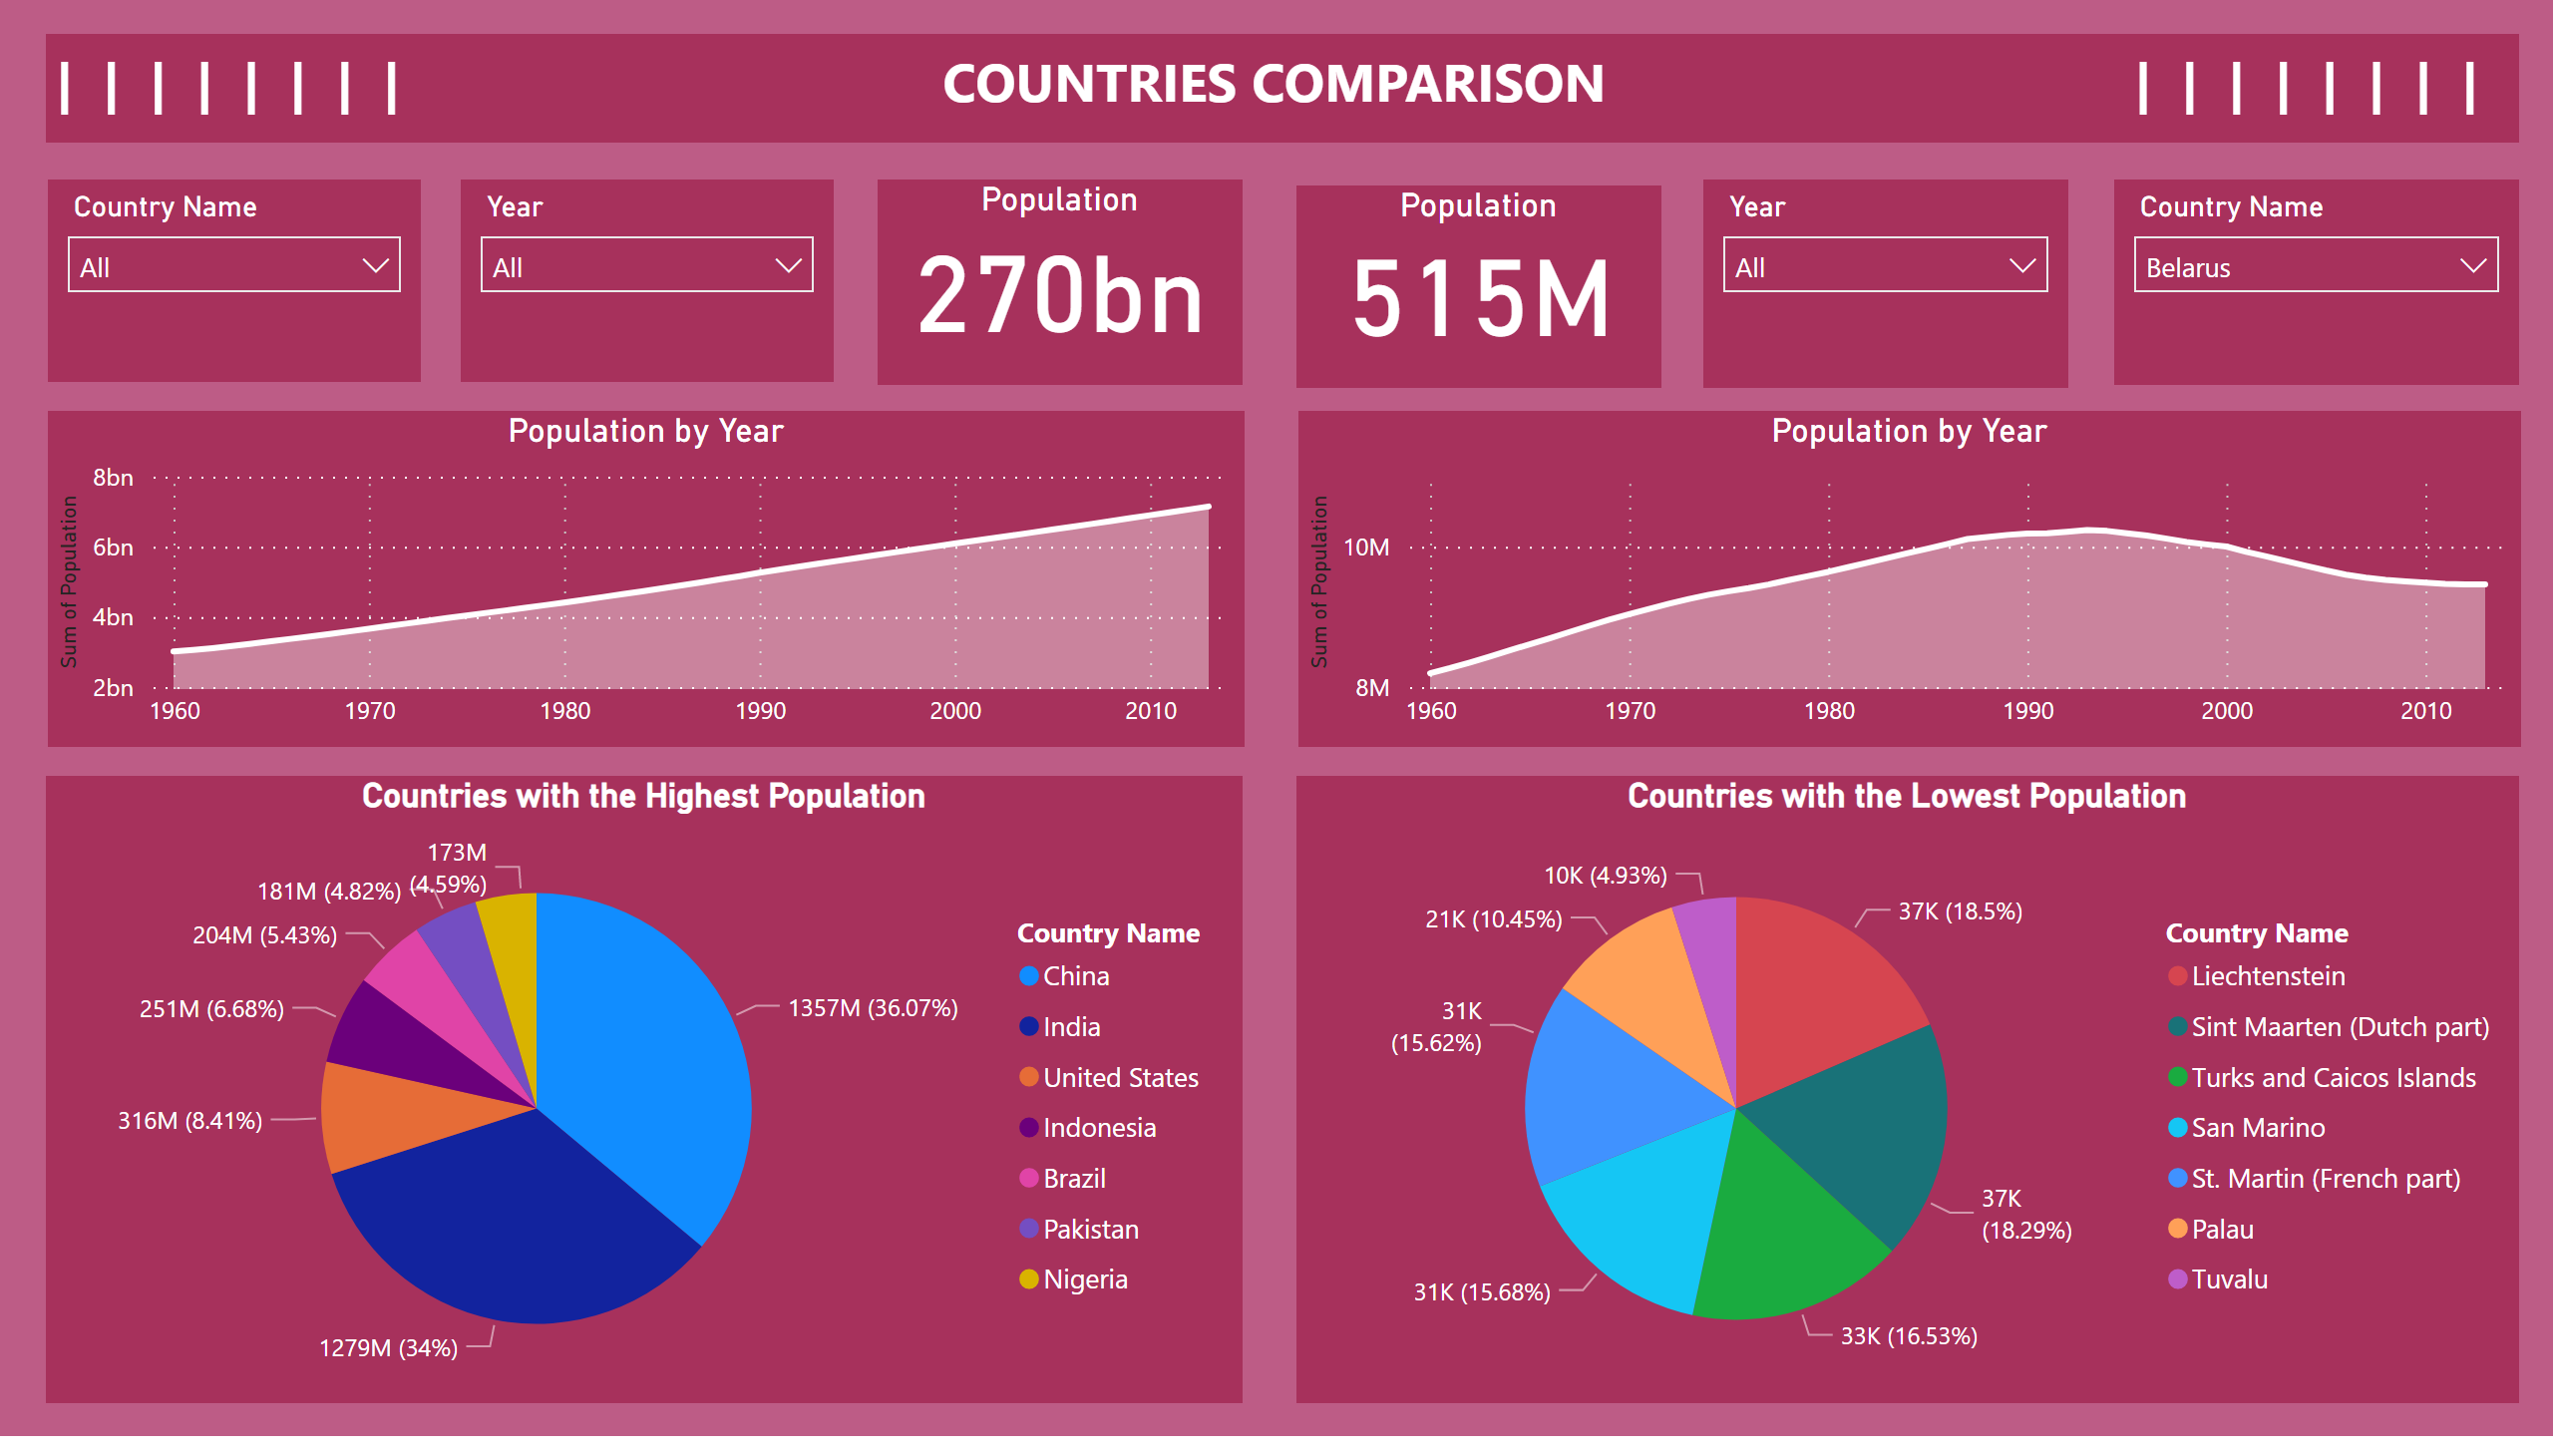 COUNTRIES COMPARISON
Country Name
All
Year
All
Population
270bn
Population
515M
Year
All
Country Name
Belarus
Population by Year
Sum of Population
8bn
6bn
4bn
2bn
1960 1970 1980 1990 2000 2010
Population by Year
Sum of Population
10M
8M
1960 1970 1980 1990 2000 2010
Countries with the Highest Population
173M
(4.59%)
181M (4.82%)
204M (5.43%)
251M (6.68%)
316M (8.41%)
1279M (34%)
1357M (36.07%)
Country Name
China
India
United States
Indonesia
Brazil
Pakistan
Nigeria
Countries with the Lowest Population
10K (4.93%)
21K (10.45%)
31K
(15.62%)
31K (15.68%)
33K (16.53%)
37K
(18.29%)
37K (18.5%)
Country Name
Liechtenstein
Sint Maarten (Dutch part)
Turks and Caicos Islands
San Marino
St. Martin (French part)
Palau
Tuvalu